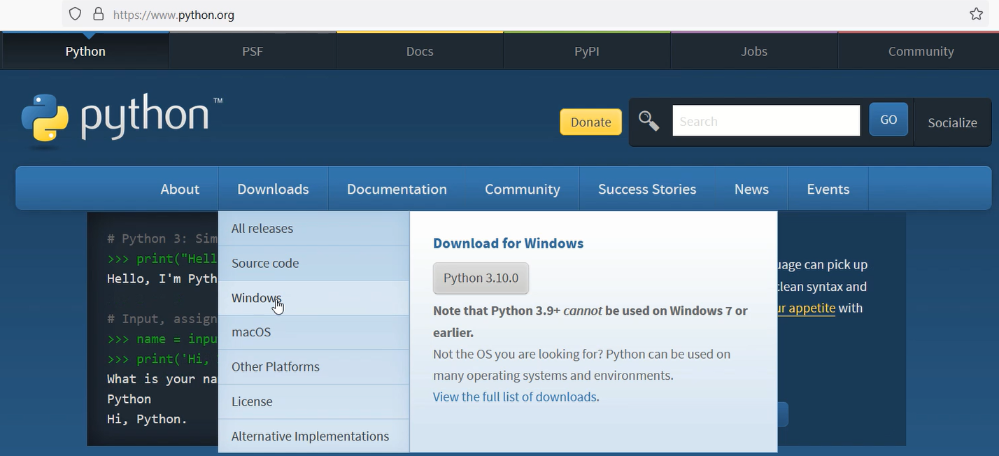 https://www.python.org
Python PSF Docs PyPI Jobs Community
python™
Donate Search GO Socialize
About Downloads Documentation Community Success Stories News Events
All releases
Source code
Windows
macOS
Other Platforms
License
Alternative Implementations
Download for Windows
Python 3.10.0
Note that Python 3.9+ cannot be used on Windows 7 or
earlier.
Not the OS you are looking for? Python can be used on
many operating systems and environments.
View the full list of downloads.
# Python 3: Sim
>>> print("Hell
Hello, I'm Pyth
# Input, assign
>>> name = inpu
>>> print('Hi,
What is your na
Python
Hi, Python.
uage can pick up
clean syntax and
ur appetite with